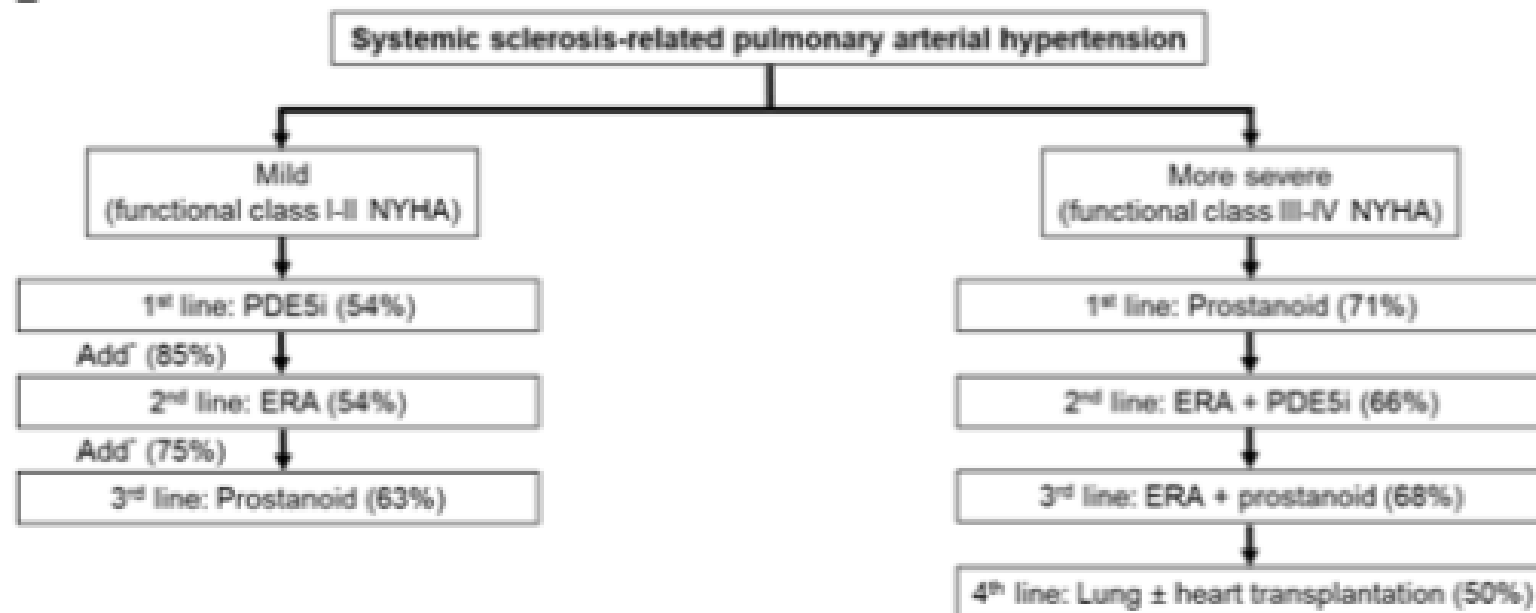 Systemic sclerosis-related pulmonary arterial hypertension
Mild
(functional class I-II NYHA)
1st line: PDE5i (54%)
Add* (85%)
2nd line: ERA (54%)
Add* (75%)
3rd line: Prostanoid (63%)
More severe
(functional class III-IV NYHA)
1st line: Prostanoid (71%)
2nd line: ERA + PDE5i (66%)
3rd line: ERA + prostanoid (68%)
4th line: Lung ± heart transplantation (50%)